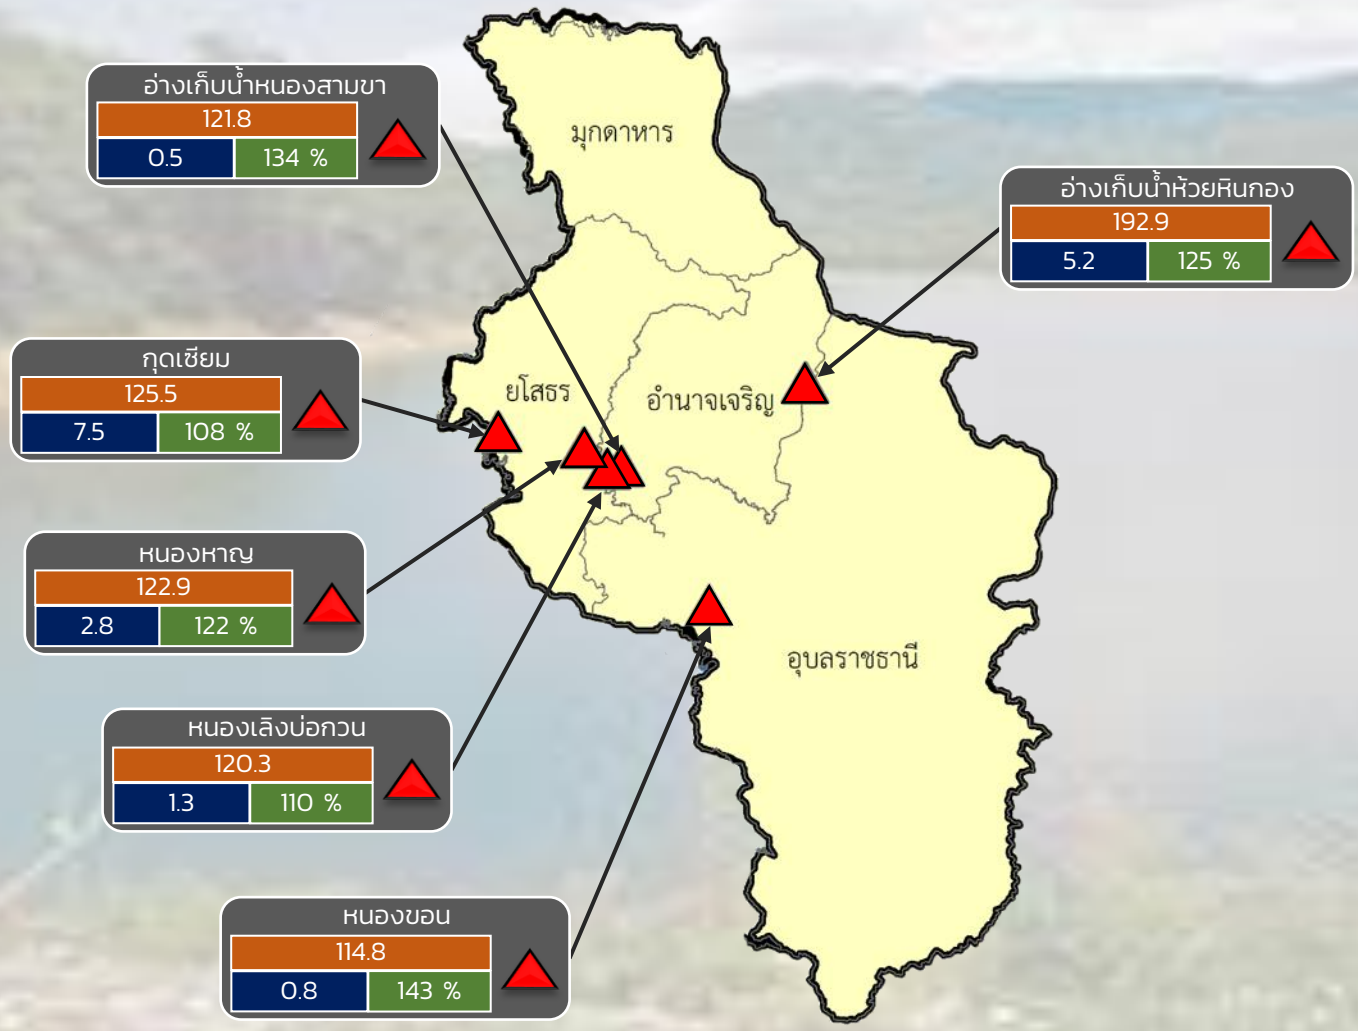 อ่างเก็บน้ำหนองสามขา
121.8
0.5 134 %
มุกดาหาร
อ่างเก็บน้ำห้วยหินกอง
192.9
5.2 125 %
กุดเซียม
125.5
7.5 108 %
ยโสธร
อำนาจเจริญ
หนองหาญ
122.9
2.8 122 %
อุบลราชธานี
หนองเลิงบ่อกวน
120.3
1.3 110 %
หนองขอน
114.8
0.8 143 %